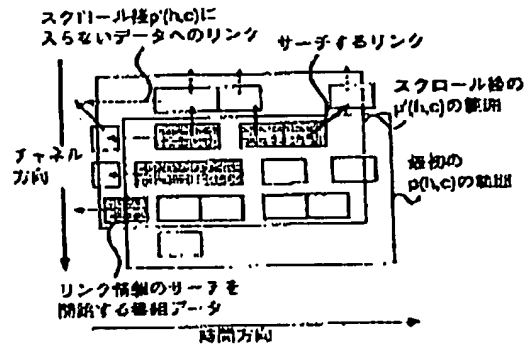 スクロール後p'(h,c)に
入らないデータへのリンク
サーチするリンク
スクロール後の
p'(h,c)の範囲
チャネル
方向
最初の
p(h,c)の範囲
リンク情報のサーチを
開始する番組データ
時間方向